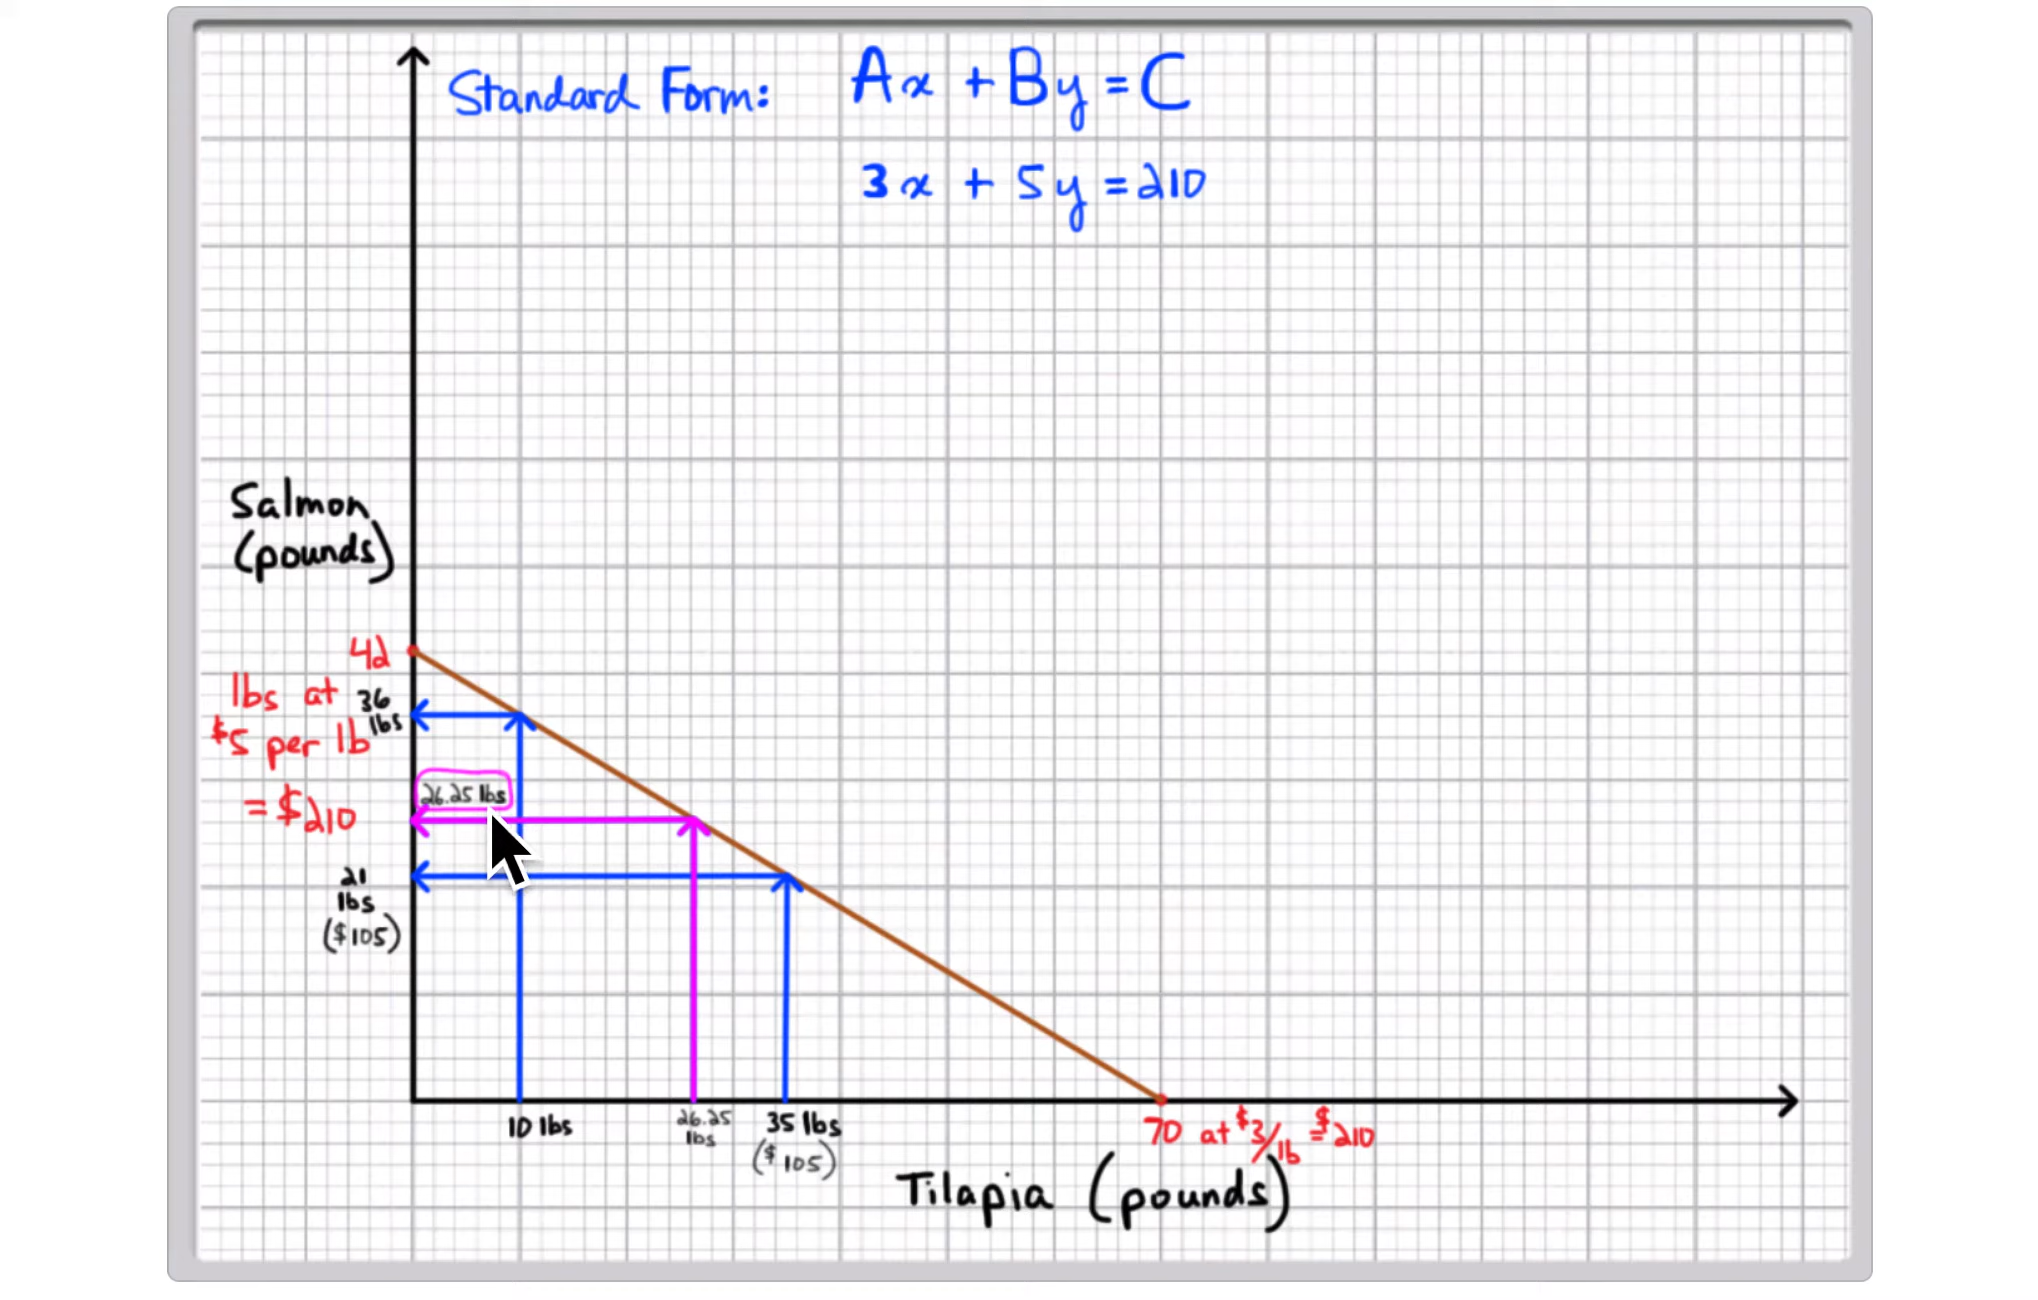 Standard Form: Ax + By = C
3x + 5y = 210
Salmon
(pounds)
42
lbs at
$5 per lb
= $210
36
lbs
26.25 lbs
21
lbs
($105)
10 lbs
26.25
lbs
35 lbs
($105)
70 at $3/lb = $210
Tilapia (pounds)